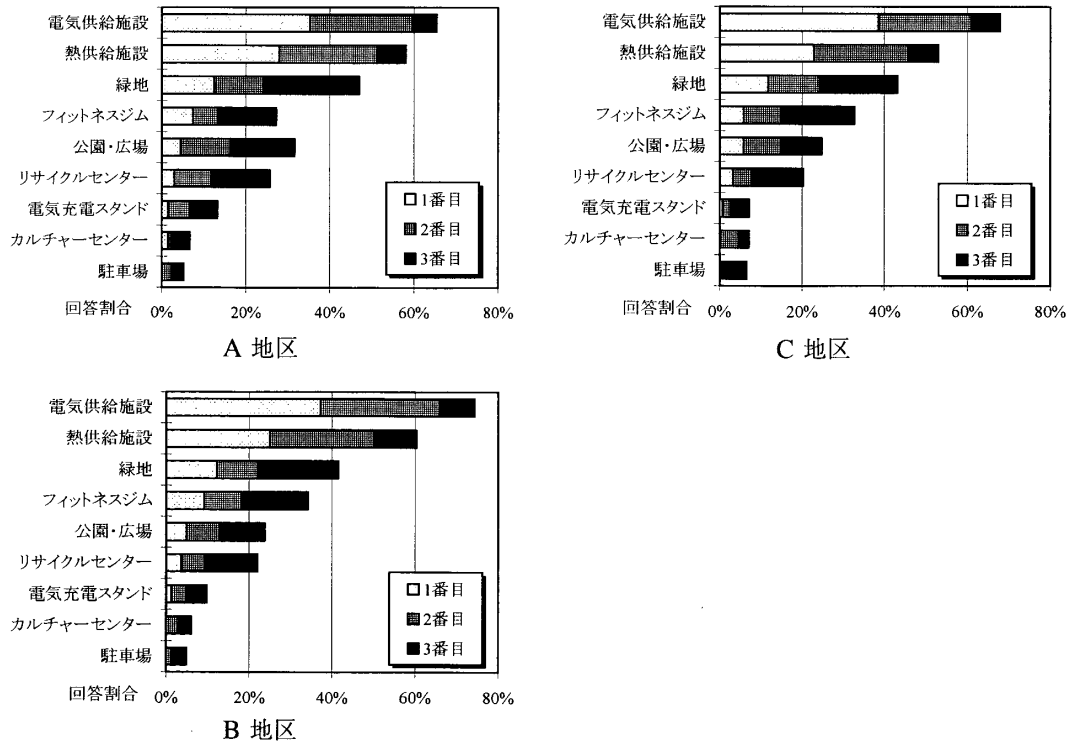 電気供給施設
熱供給施設
緑地
フィットネスジム
公園・広場
リサイクルセンター
電気充電スタンド
カルチャーセンター
駐車場
回答割合
0% 20% 40% 60% 80%
1番目
2番目
3番目
A 地区
電気供給施設
熱供給施設
緑地
フィットネスジム
公園・広場
リサイクルセンター
電気充電スタンド
カルチャーセンター
駐車場
回答割合
0% 20% 40% 60% 80%
1番目
2番目
3番目
C 地区
電気供給施設
熱供給施設
緑地
フィットネスジム
公園・広場
リサイクルセンター
電気充電スタンド
カルチャーセンター
駐車場
回答割合
0% 20% 40% 60% 80%
1番目
2番目
3番目
B 地区